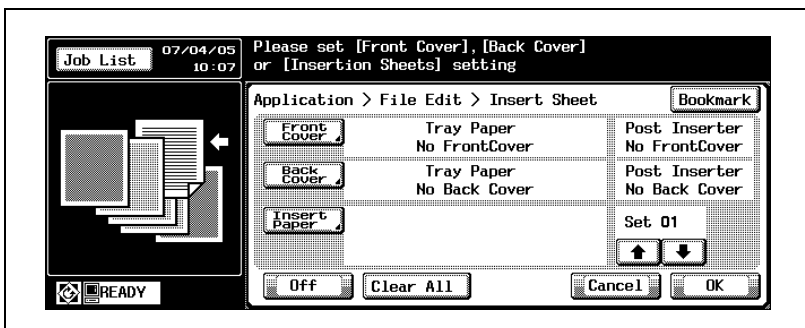 Job List
07/04/05
10:07
Please set [Front Cover],[Back Cover]
or [Insertion Sheets] setting
Application > File Edit > Insert Sheet
Bookmark
Front
Cover
Tray Paper
No FrontCover
Post Inserter
No FrontCover
Back
Cover
Tray Paper
No Back Cover
Post Inserter
No Back Cover
Insert
Paper
Set 01
READY
Off
Clear All
Cancel
OK